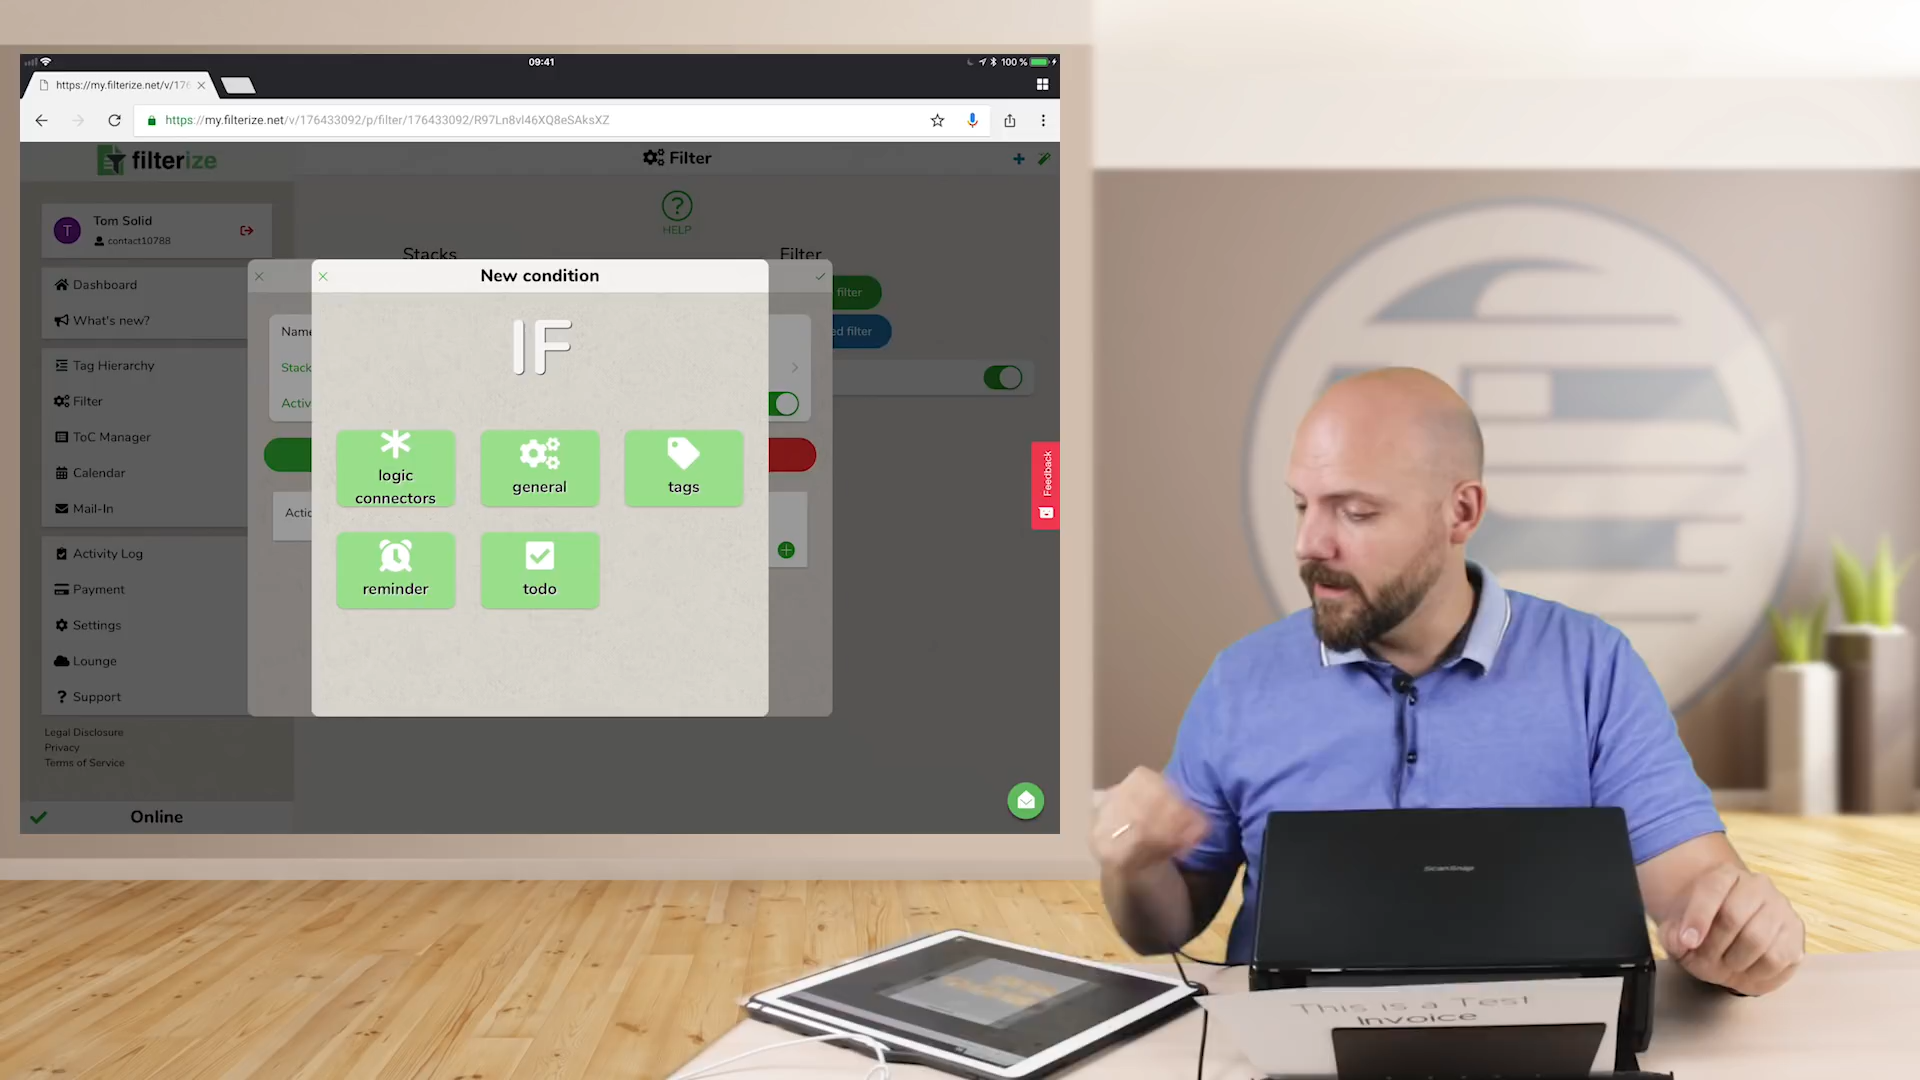 09:41
100 %
https://my.filterize.net/v/176
https://my.filterize.net/v/176433092/p/filter/176433092/R97Ln8vl46XQ8eSAksXZ
filterize
Filter
Tom Solid
contact10788
HELP
Stacks
Filter
Dashboard
What's new?
Tag Hierarchy
Filter
ToC Manager
Calendar
Mail-In
Activity Log
Payment
Settings
Lounge
Support
Legal Disclosure
Privacy
Terms of Service
Online
New condition
IF
logic
connectors
general
tags
reminder
todo
Name
Stack
Activ
Actio
filter
ed filter
Feedback
ScanSnap
This is a Test
Invoice